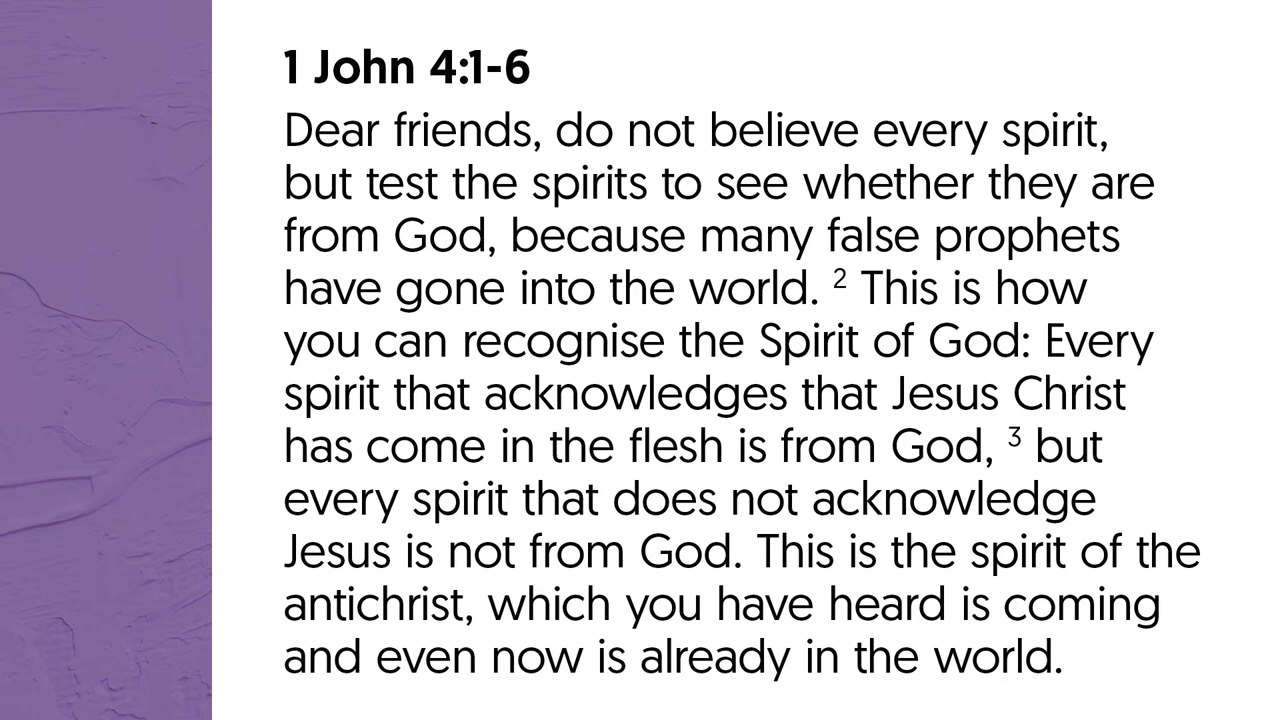 1 John 4:1-6
Dear friends, do not believe every spirit,
but test the spirits to see whether they are
from God, because many false prophets
have gone into the world. ² This is how
you can recognise the Spirit of God: Every
spirit that acknowledges that Jesus Christ
has come in the flesh is from God, ³ but
every spirit that does not acknowledge
Jesus is not from God. This is the spirit of the
antichrist, which you have heard is coming
and even now is already in the world.